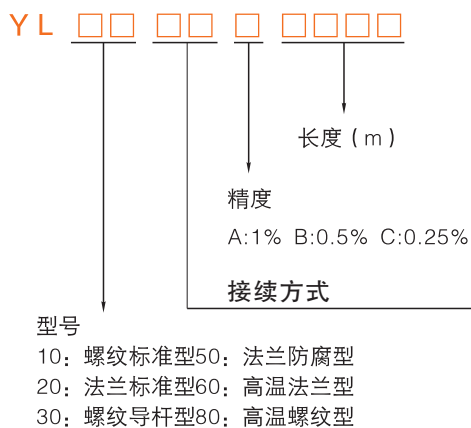 YL □□ □□ □ □□□□
长度(m)
精度
A:1% B:0.5% C:0.25%
接续方式
型号
10：螺纹标准型50：法兰防腐型
20：法兰标准型60：高温法兰型
30：螺纹导杆型80：高温螺纹型